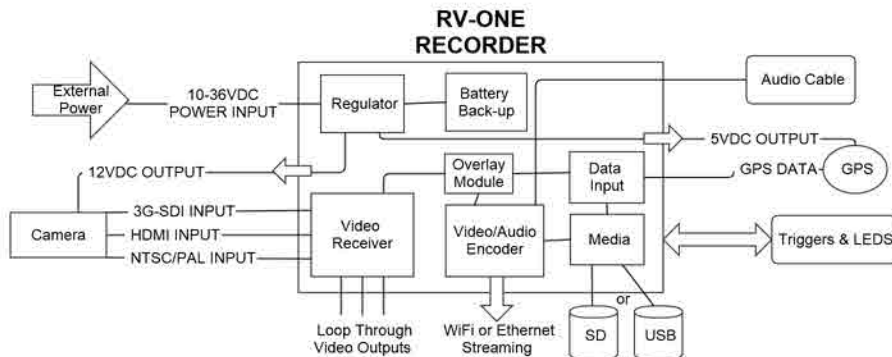 RV-ONE
RECORDER
External
Power
10-36VDC
POWER INPUT
Regulator
Battery
Back-up
Audio Cable
5VDC OUTPUT
12VDC OUTPUT
Overlay
Module
Data
Input
GPS DATA
GPS
Camera
3G-SDI INPUT
HDMI INPUT
NTSC/PAL INPUT
Video
Receiver
Video/Audio
Encoder
Media
Triggers & LEDS
Loop Through
Video Outputs
WiFi or Ethernet
Streaming
or
SD
USB